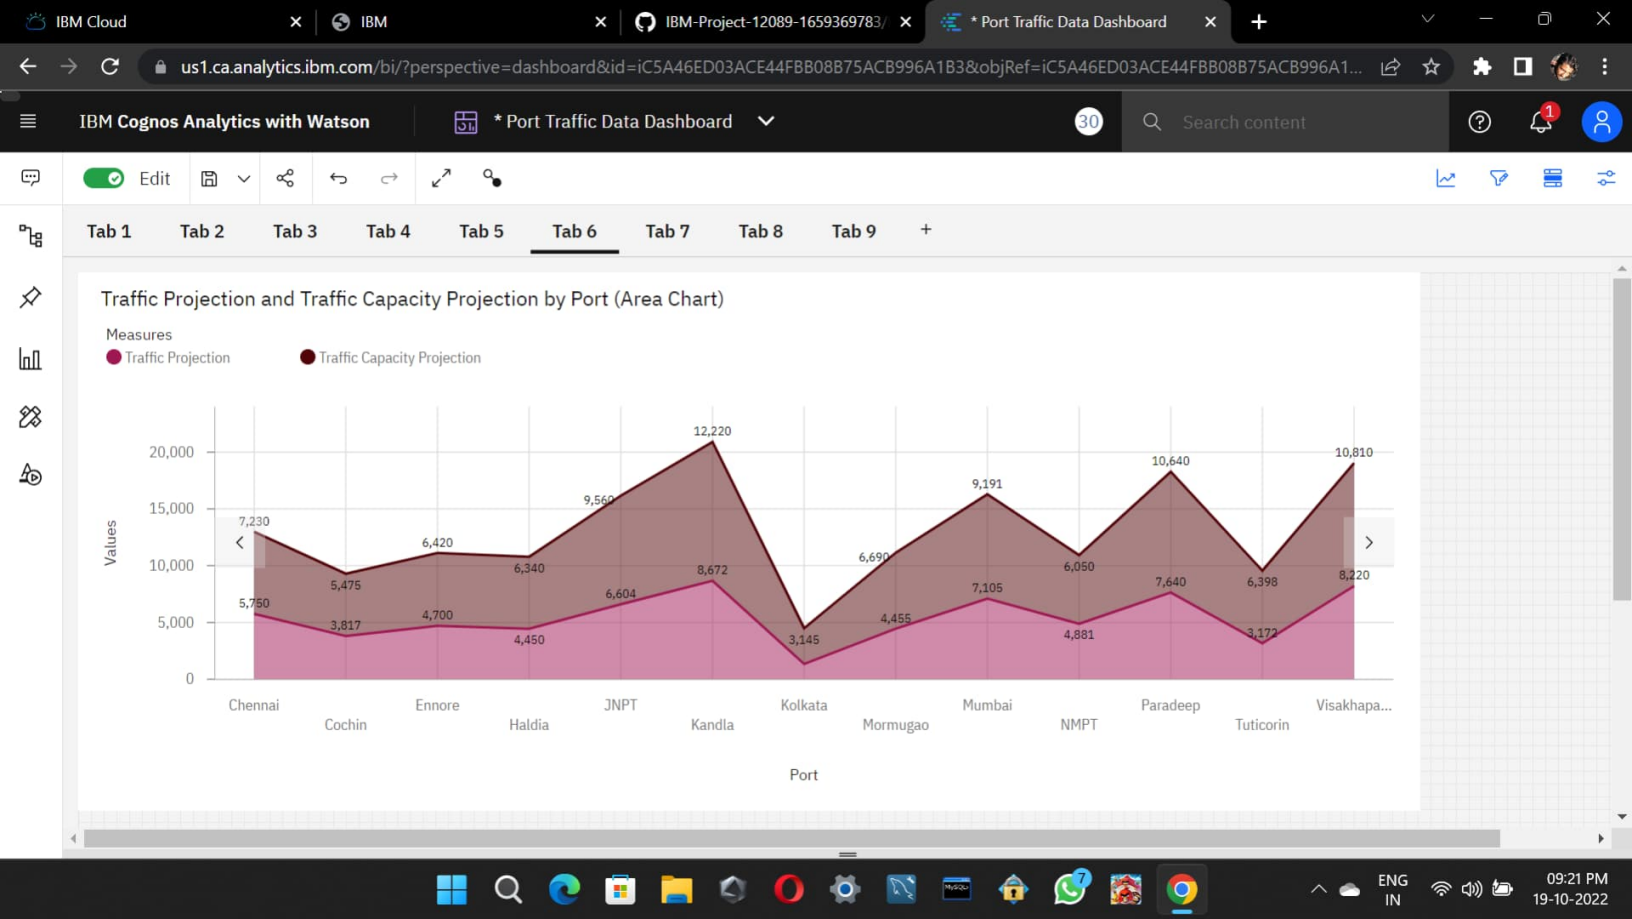 IBM Cloud
IBM
IBM-Project-12089-1659369783/
* Port Traffic Data Dashboard
us1.ca.analytics.ibm.com/bi/?perspective=dashboard&id=iC5A46ED03ACE44FBB08B75ACB996A1B3&objRef=iC5A46ED03ACE44FBB08B75ACB996A1...
IBM Cognos Analytics with Watson
* Port Traffic Data Dashboard
30
Search content
1
Edit
Tab 1
Tab 2
Tab 3
Tab 4
Tab 5
Tab 6
Tab 7
Tab 8
Tab 9
+
Traffic Projection and Traffic Capacity Projection by Port (Area Chart)
Measures
Traffic Projection
Traffic Capacity Projection
Values
20,000
15,000
10,000
5,000
0
7,230
5,475
6,420
6,340
9,560
12,220
3,145
6,690
9,191
6,050
10,640
6,398
10,810
5,750
3,817
4,700
4,450
6,604
8,672
4,455
7,105
4,881
7,640
3,172
8,220
Chennai
Cochin
Ennore
Haldia
JNPT
Kandla
Kolkata
Mormugao
Mumbai
NMPT
Paradeep
Tuticorin
Visakhapa...
Port
MySQL
7
ENG
IN
09:21 PM
19-10-2022